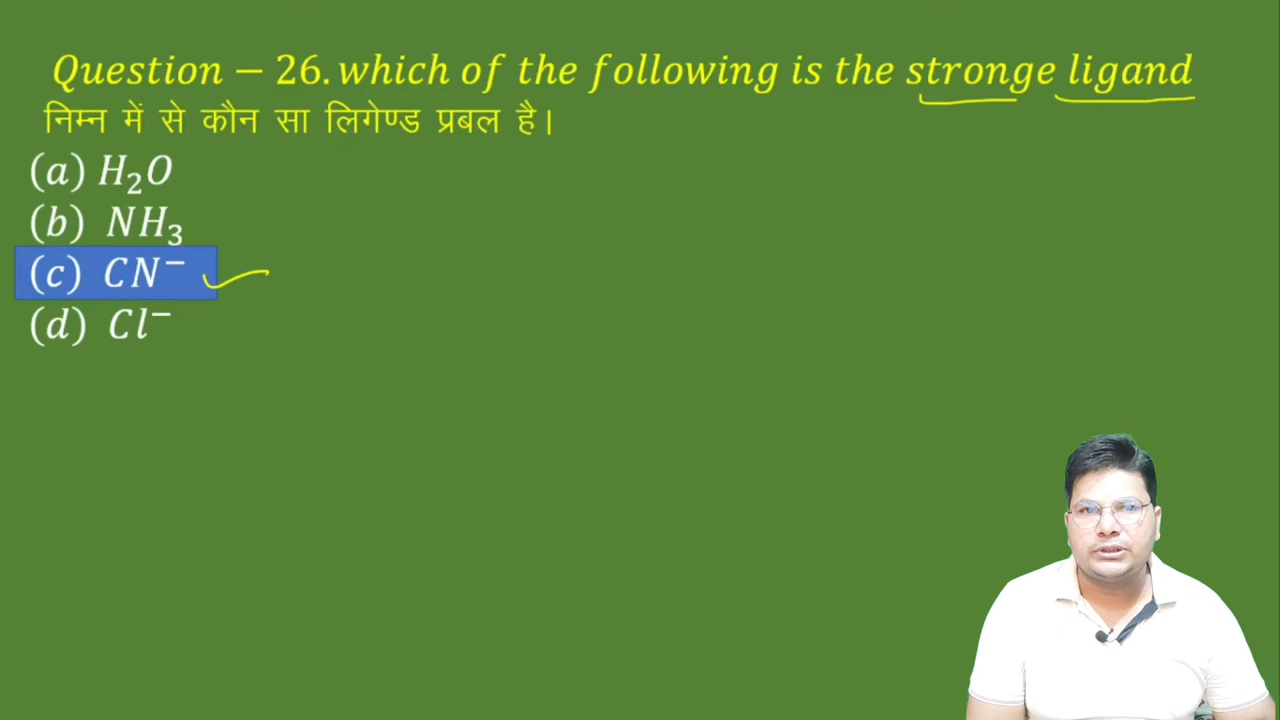 Question − 26. which of the following is the stronge ligand
निम्न में से कौन सा लिगेण्ड प्रबल है।
(a) H₂O
(b) NH₃
(c) CN⁻
(d) Cl⁻